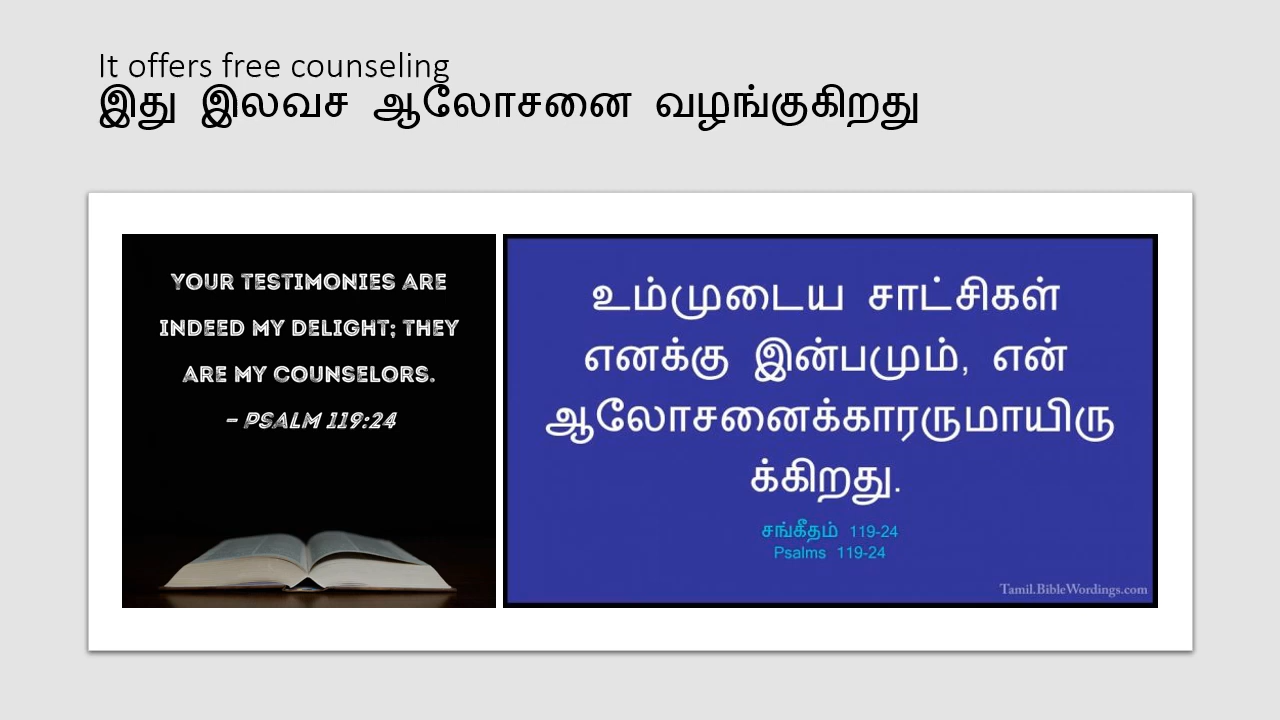 It offers free counseling
இது இலவச ஆலோசனை வழங்குகிறது
YOUR TESTIMONIES ARE
INDEED MY DELIGHT; THEY
ARE MY COUNSELORS.
– PSALM 119:24
உம்முடைய சாட்சிகள்
எனக்கு இன்பமும், என்
ஆலோசனைக்காரருமாயிரு
க்கிறது.
சங்கீதம் 119-24
Psalms 119-24
Tamil.BibleWordings.com